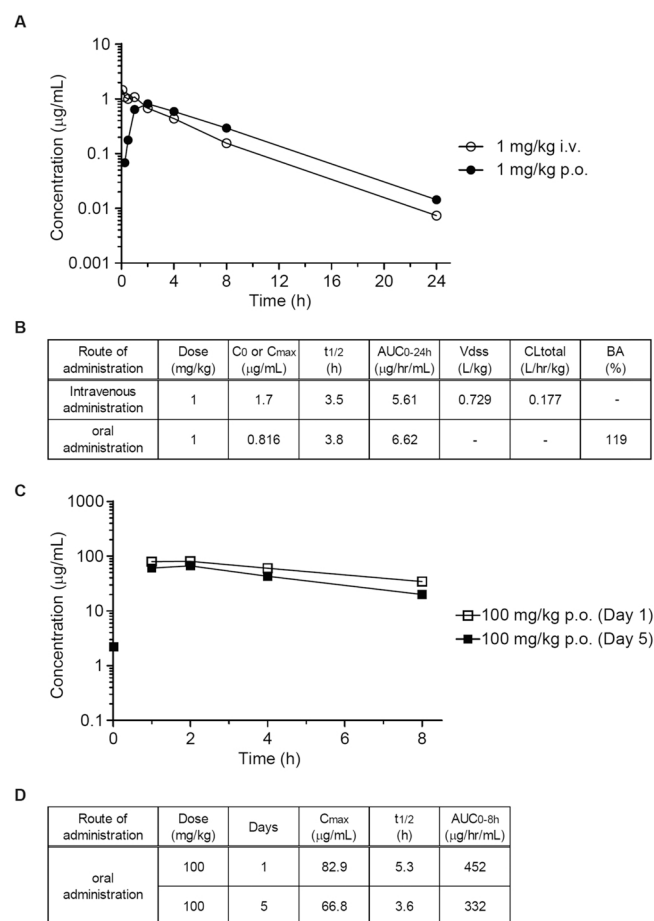 A
10
1
0.1
0.01
0.001
Concentration (μg/mL)
0 4 8 12 16 20 24
Time (h)
1 mg/kg i.v.
1 mg/kg p.o.
B
Route of administration Dose (mg/kg) C0 or Cmax (μg/mL) t1/2 (h) AUC0-24h (μg/hr/mL) Vdss (L/kg) CLtotal (L/hr/kg) BA (%)
Intravenous administration 1 1.7 3.5 5.61 0.729 0.177 -
oral administration 1 0.816 3.8 6.62 - - 119
C
1000
100
10
1
0.1
Concentration (μg/mL)
0 2 4 6 8
Time (h)
100 mg/kg p.o. (Day 1)
100 mg/kg p.o. (Day 5)
D
Route of administration Dose (mg/kg) Days Cmax (μg/mL) t1/2 (h) AUC0-8h (μg/hr/mL)
oral administration 100 1 82.9 5.3 452
100 5 66.8 3.6 332